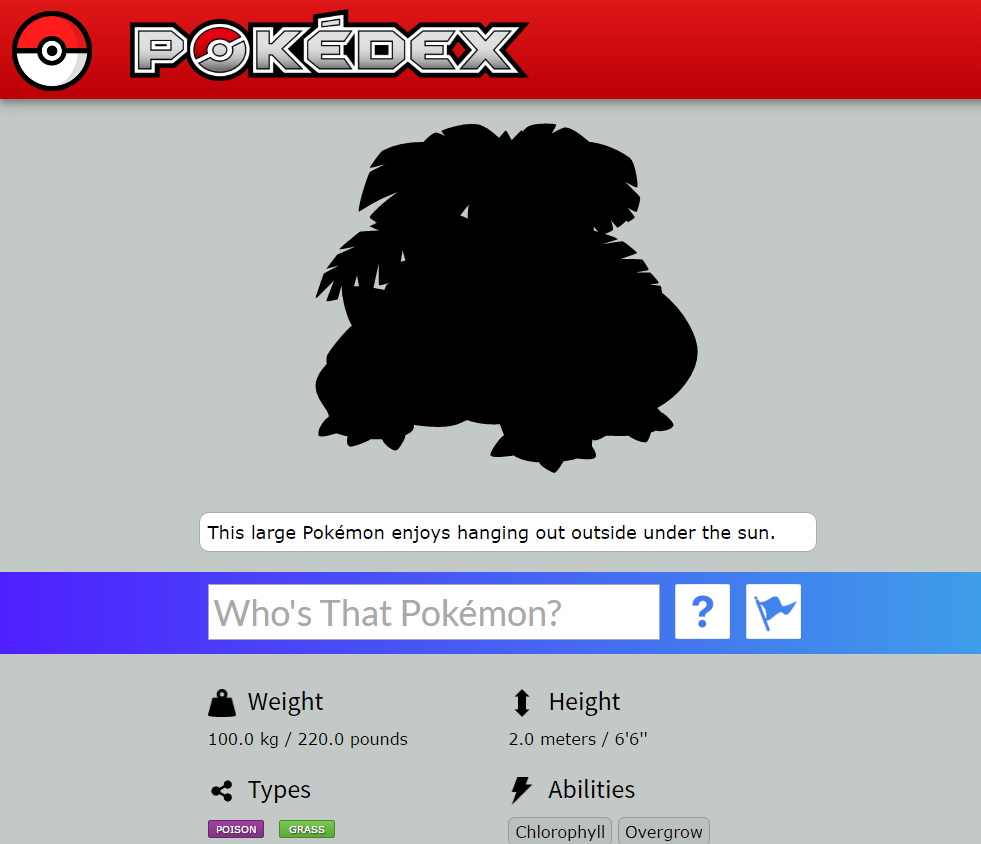 POKÉDEX
This large Pokémon enjoys hanging out outside under the sun.
Who's That Pokémon?
?
Weight
Height
100.0 kg / 220.0 pounds
2.0 meters / 6'6''
Types
Abilities
POISON
GRASS
Chlorophyll
Overgrow